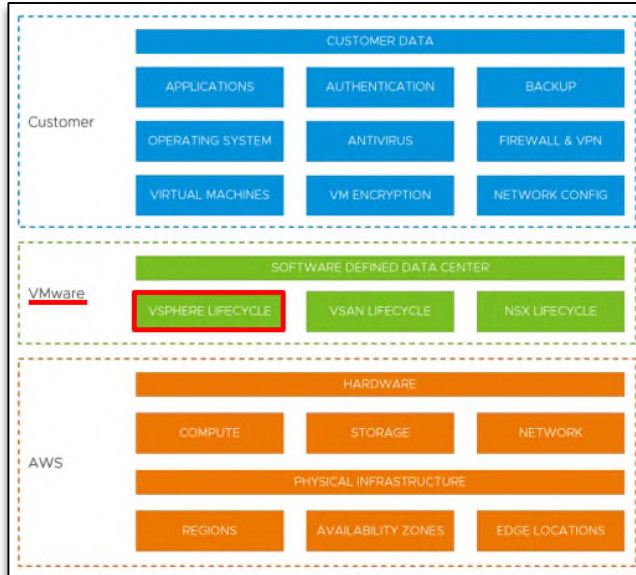 CUSTOMER DATA
Customer
APPLICATIONS AUTHENTICATION BACKUP
OPERATING SYSTEM ANTIVIRUS FIREWALL & VPN
VIRTUAL MACHINES VM ENCRYPTION NETWORK CONFIG
VMware
SOFTWARE DEFINED DATA CENTER
VSPHERE LIFECYCLE VSAN LIFECYCLE NSX LIFECYCLE
AWS
HARDWARE
COMPUTE STORAGE NETWORK
PHYSICAL INFRASTRUCTURE
REGIONS AVAILABILITY ZONES EDGE LOCATIONS